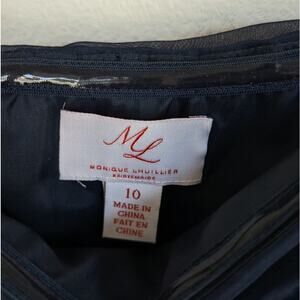 ML
MONIQUE LHUILLIER
BRIDESMAIDS
10
MADE IN
CHINA
FAIT EN
CHINE